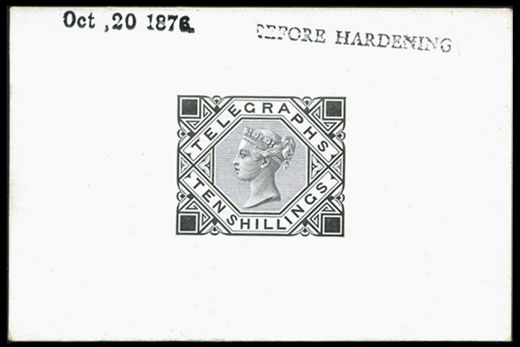 Oct ,20 1876.
BEFORE HARDENING
TELEGRAPHS
TEN SHILLINGS